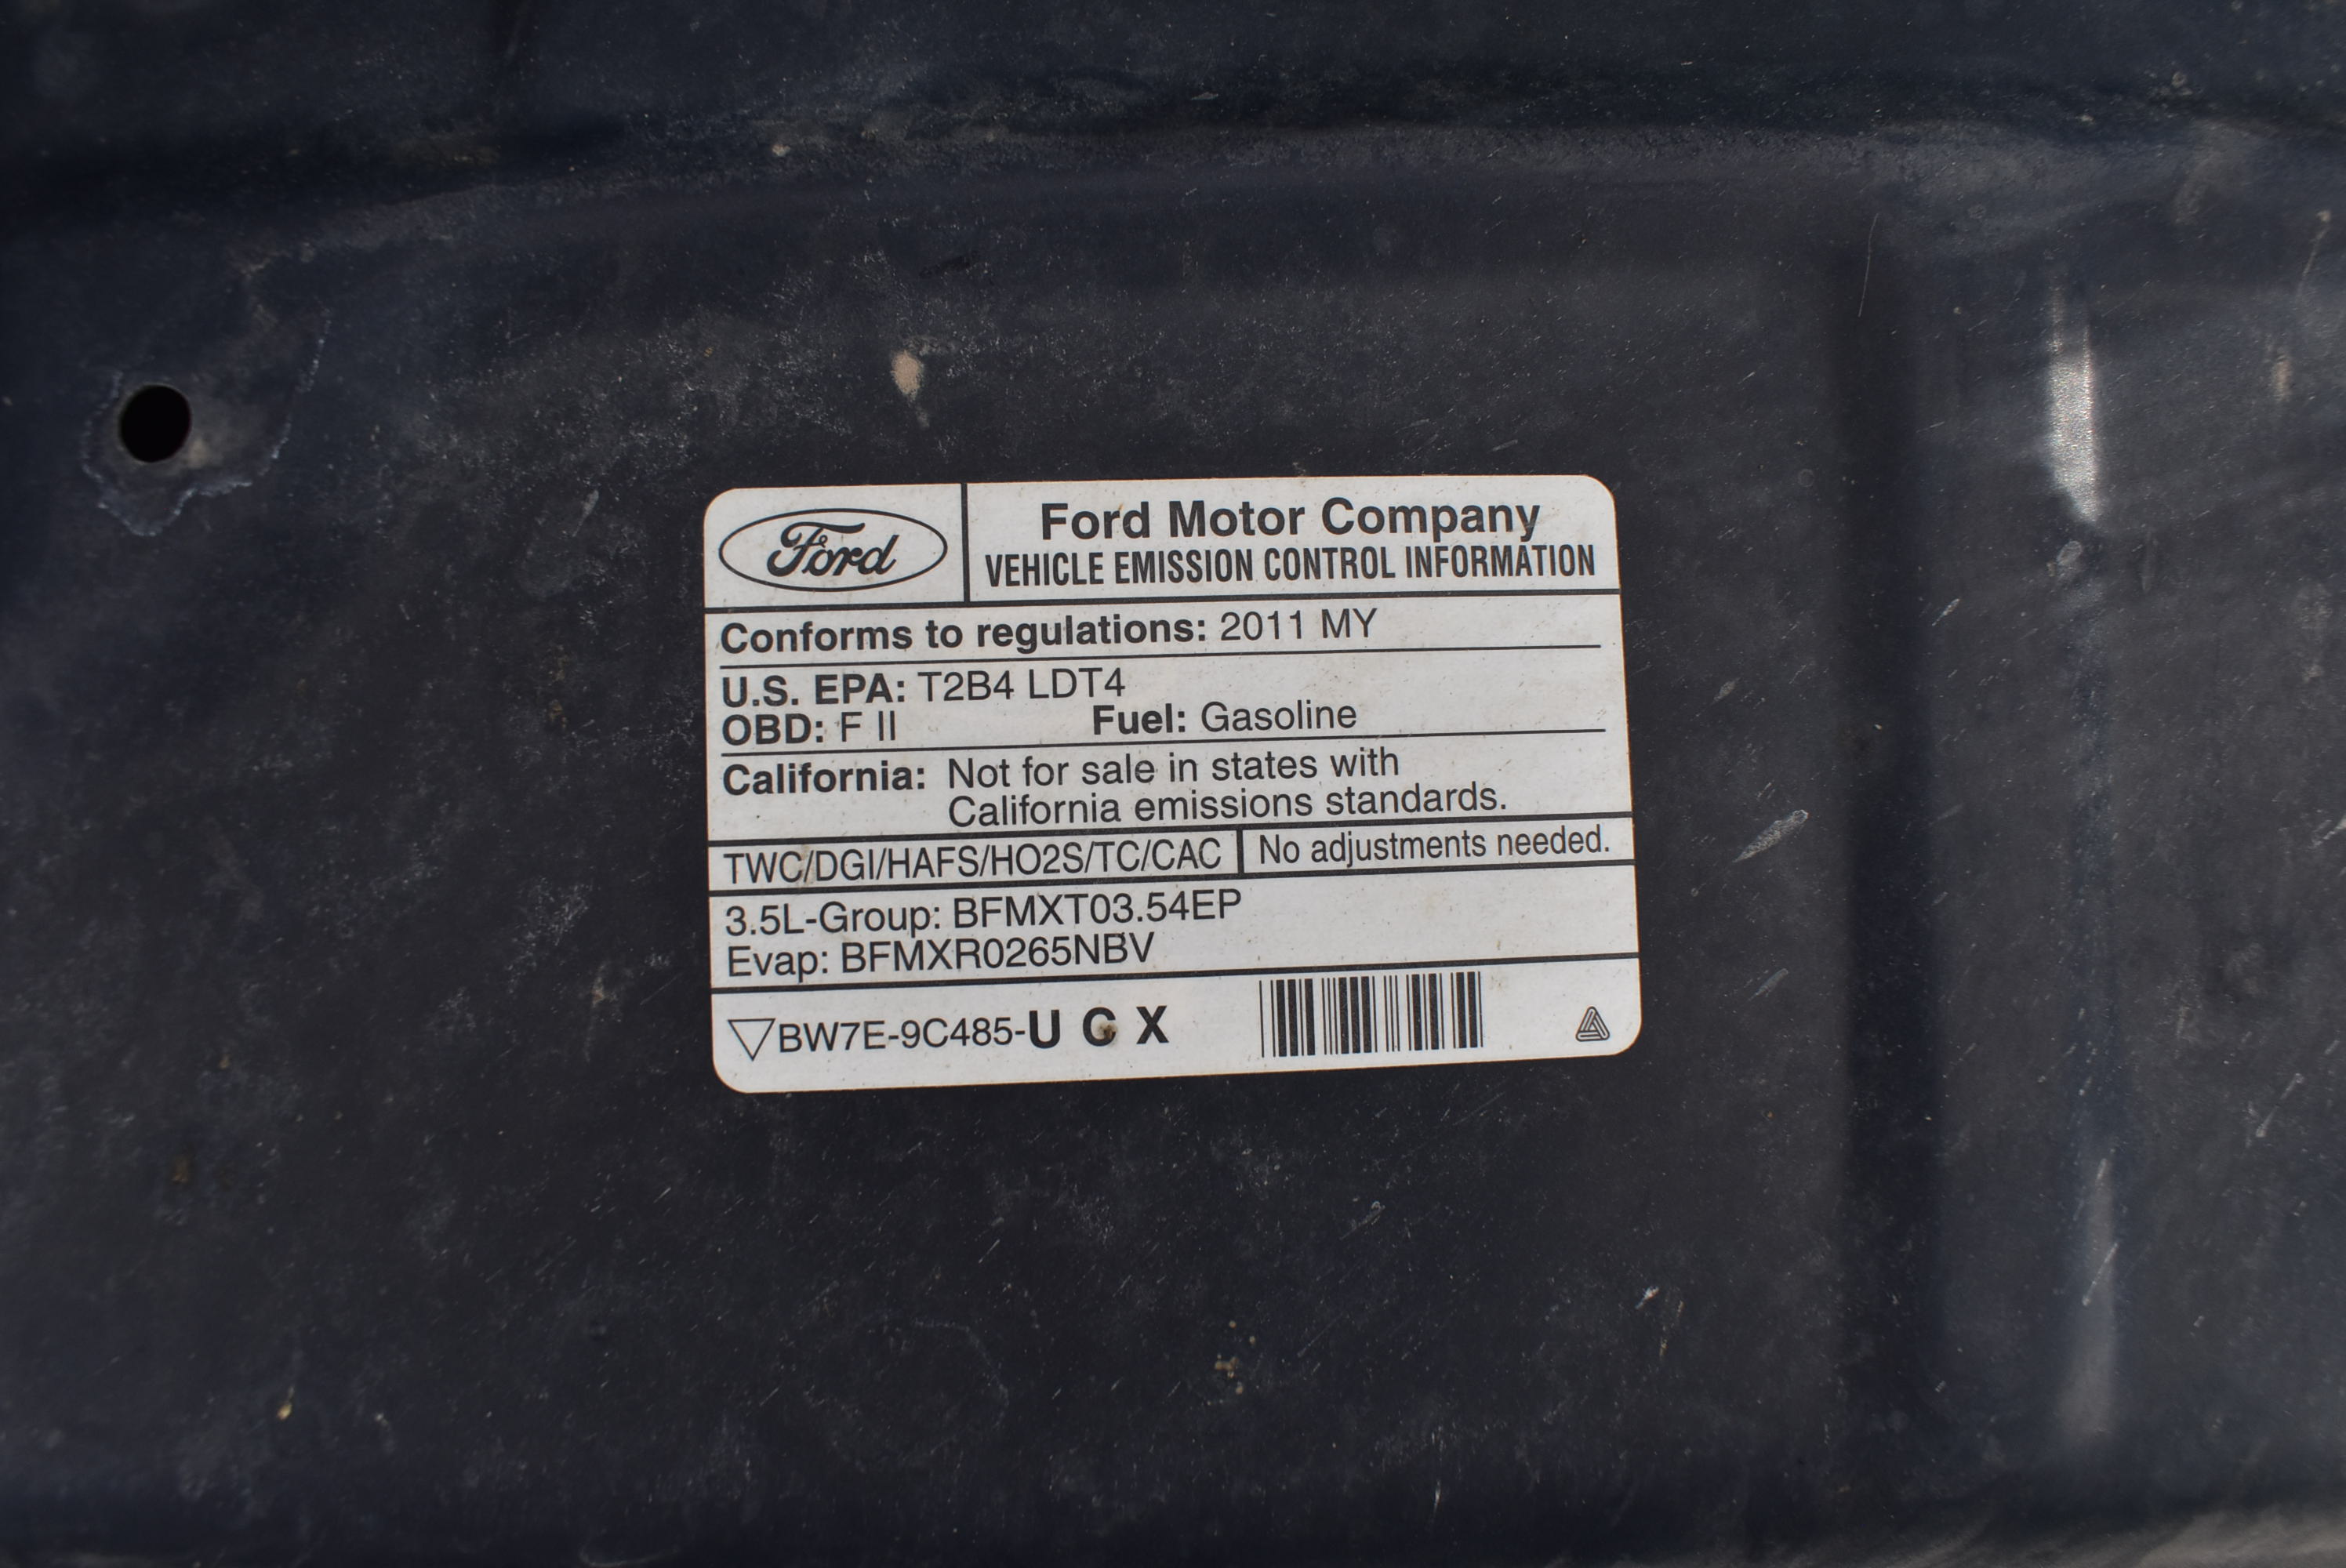 Ford
Ford Motor Company
VEHICLE EMISSION CONTROL INFORMATION
Conforms to regulations: 2011 MY
U.S. EPA: T2B4 LDT4
OBD: F II Fuel: Gasoline
California: Not for sale in states with
California emissions standards.
TWC/DGI/HAFS/HO2S/TC/CAC No adjustments needed.
3.5L-Group: BFMXT03.54EP
Evap: BFMXR0265NBV
BW7E-9C485-U C X